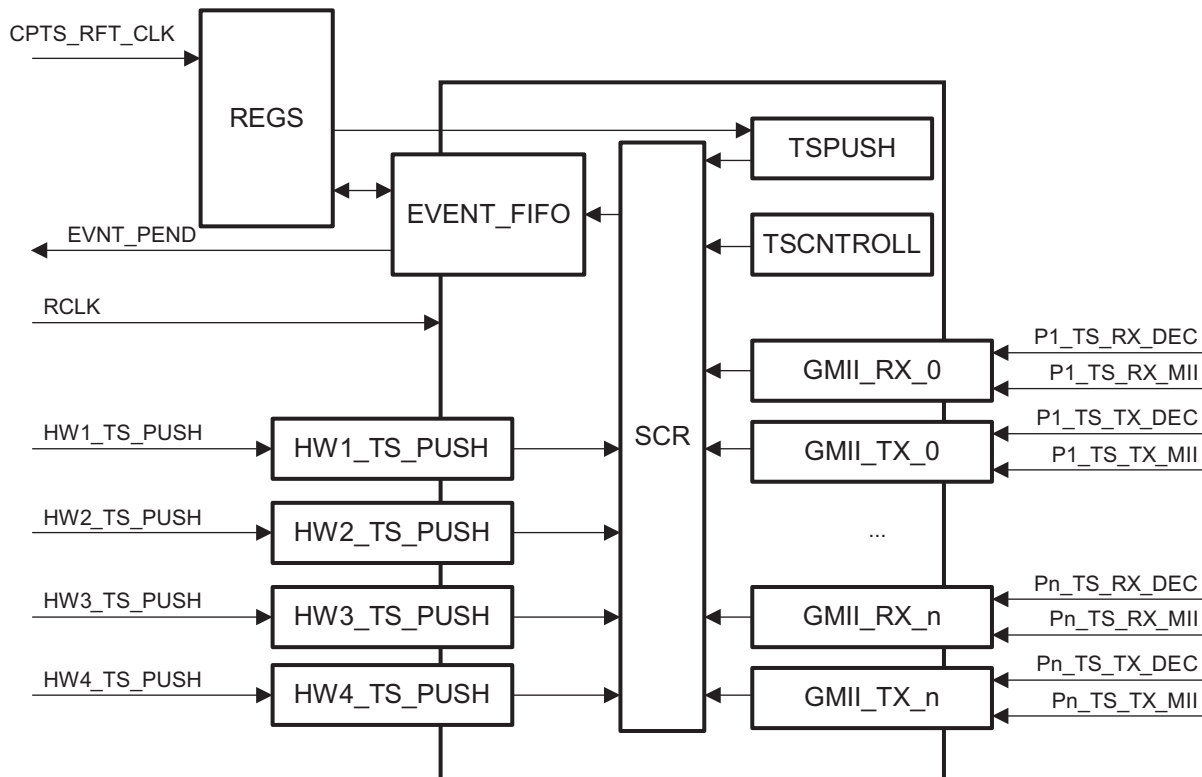 CPTS_RFT_CLK
REGS
TSPUSH
EVENT_FIFO
EVNT_PEND
TSCNTROLL
RCLK
P1_TS_RX_DEC
GMII_RX_0
P1_TS_RX_MII
HW1_TS_PUSH
HW1_TS_PUSH
SCR
GMII_TX_0
P1_TS_TX_DEC
P1_TS_TX_MII
HW2_TS_PUSH
HW2_TS_PUSH
...
HW3_TS_PUSH
HW3_TS_PUSH
GMII_RX_n
Pn_TS_RX_DEC
Pn_TS_RX_MII
HW4_TS_PUSH
HW4_TS_PUSH
GMII_TX_n
Pn_TS_TX_DEC
Pn_TS_TX_MII